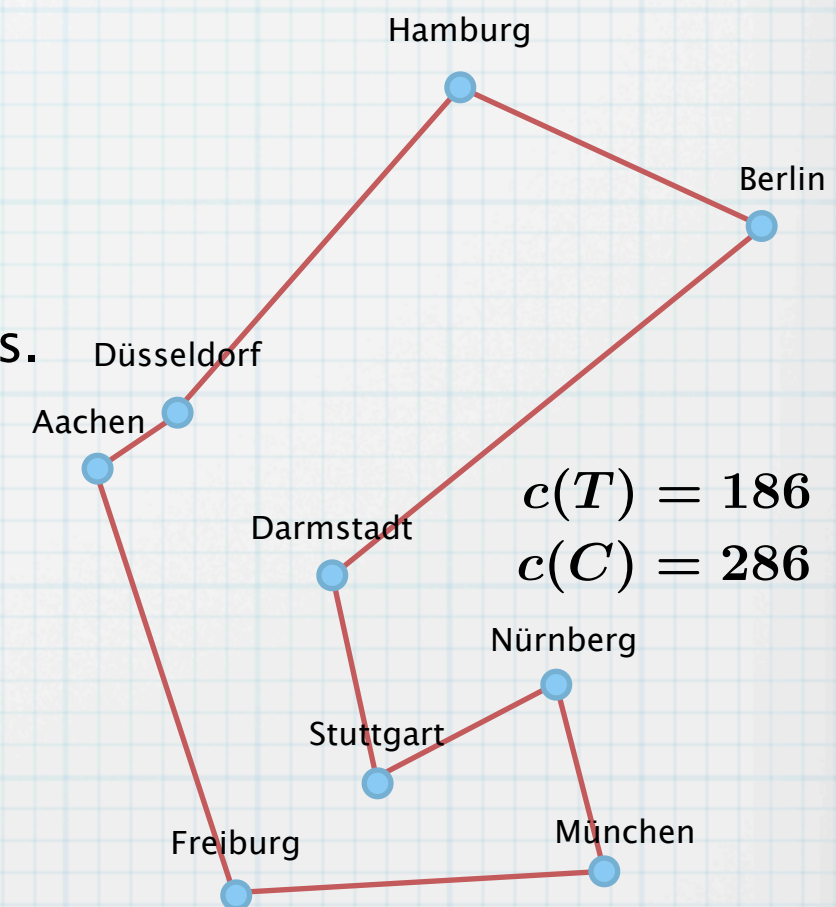 Hamburg
Berlin
s.
Düsseldorf
Aachen
c(T) = 186
Darmstadt
c(C) = 286
Nürnberg
Stuttgart
München
Freiburg